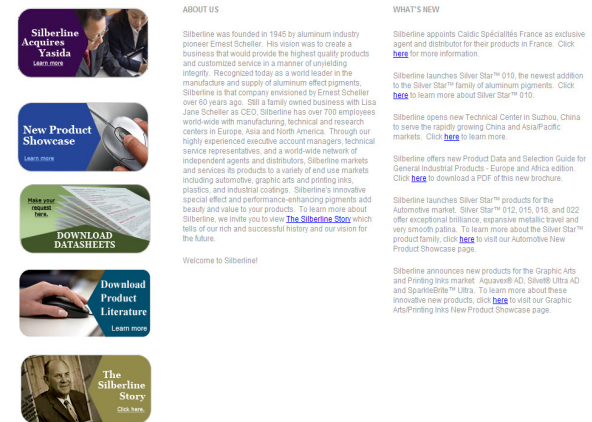 Silberline
Acquires
Yasida
Learn more
New Product
Showcase
Learn more
Make your
request
here.
DOWNLOAD
DATASHEETS
Download
Product
Literature
Learn more
The
Silberline
Story
Click here.
ABOUT US
Silberline was founded in 1945 by aluminum industry
pioneer Ernest Scheller. His vision was to create a
business that would provide the highest quality products
and customized service in a manner of unyielding
integrity. Recognized today as a world leader in the
manufacture and supply of aluminum effect pigments,
Silberline is that company envisioned by Ernest Scheller
over 60 years ago. Still a family owned business with Lisa
Jane Scheller as CEO, Silberline has over 700 employees
world-wide with manufacturing, technical and research
centers in Europe, Asia and North America. Through our
highly experienced executive account managers, technical
service representatives, and a world-wide network of
independent agents and distributors, Silberline markets
and services its products to a variety of end use markets
including automotive, graphic arts and printing inks,
plastics, and industrial coatings. Silberline's innovative
special effect and performance-enhancing pigments add
beauty and value to your products. To learn more about
Silberline, we invite you to view The Silberline Story which
tells of our rich and successful history and our vision for
the future.
Welcome to Silberline!
WHAT'S NEW
Silberline appoints Caldic Spécialités France as exclusive
agent and distributor for their products in France. Click
here for more information.
Silberline launches Silver Star™ 010, the newest addition
to the Silver Star™ family of aluminum pigments. Click
here to learn more about Silver Star™ 010.
Silberline opens new Technical Center in Suzhou, China
to serve the rapidly growing China and Asia/Pacific
markets. Click here to learn more.
Silberline offers new Product Data and Selection Guide for
General Industrial Products - Europe and Africa edition.
Click here to download a PDF of this new brochure.
Silberline launches Silver Star™ products for the
Automotive market. Silver Star™ 012, 015, 018, and 022
offer exceptional brilliance, expansive metallic travel and
very smooth patina. To learn more about the Silver Star™
product family, click here to visit our Automotive New
Product Showcase page.
Silberline announces new products for the Graphic Arts
and Printing Inks market: Aquavex® AD, Silvet® Ultra AD
and SparkleBrite™ Ultra. To learn more about these
innovative new products, click here to visit our Graphic
Arts/Printing Inks New Product Showcase page.